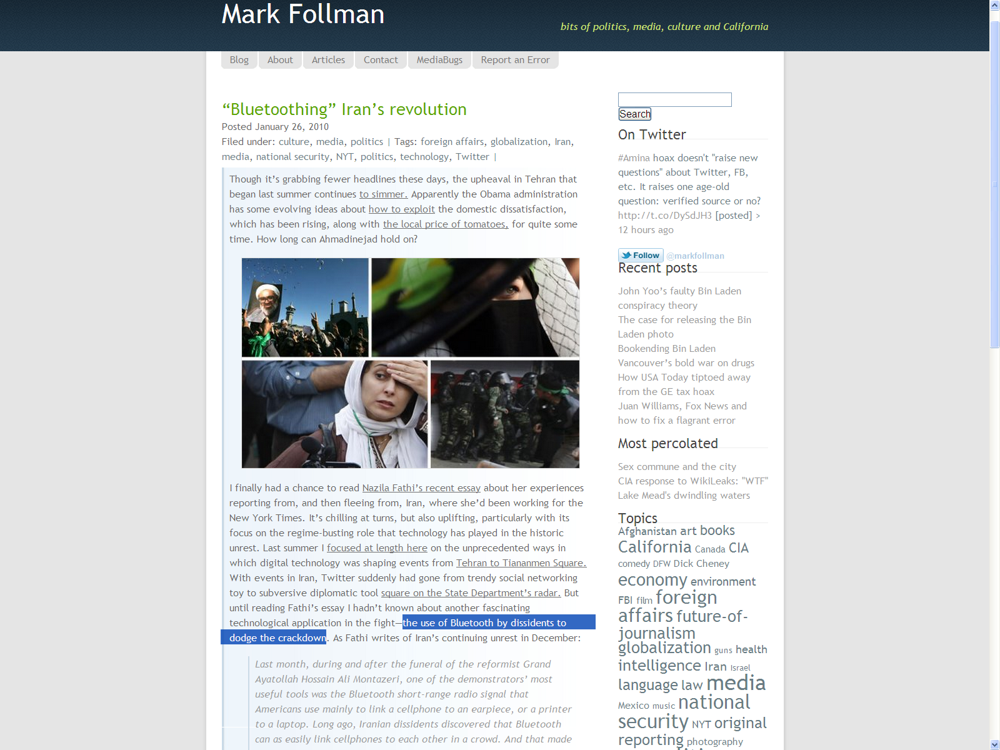 Mark Follman
bits of politics, media, culture and California
Blog
About
Articles
Contact
MediaBugs
Report an Error
“Bluetoothing” Iran’s revolution
Posted January 26, 2010
Filed under: culture, media, politics | Tags: foreign affairs, globalization, Iran,
media, national security, NYT, politics, technology, Twitter |
Though it’s grabbing fewer headlines these days, the upheaval in Tehran that
began last summer continues to simmer. Apparently the Obama administration
has some evolving ideas about how to exploit the domestic dissatisfaction,
which has been rising, along with the local price of tomatoes, for quite some
time. How long can Ahmadinejad hold on?
I finally had a chance to read Nazila Fathi’s recent essay about her experiences
reporting from, and then fleeing from, Iran, where she’d been working for the
New York Times. It’s chilling at turns, but also uplifting, particularly with its
focus on the regime-busting role that technology has played in the historic
unrest. Last summer I focused at length here on the unprecedented ways in
which digital technology was shaping events from Tehran to Tiananmen Square.
With events in Iran, Twitter suddenly had gone from trendy social networking
toy to subversive diplomatic tool square on the State Department’s radar. But
until reading Fathi’s essay I hadn’t known about another fascinating
technological application in the fight—the use of Bluetooth by dissidents to
dodge the crackdown. As Fathi writes of Iran’s continuing unrest in December:
Last month, during and after the funeral of the reformist Grand
Ayatollah Hossain Ali Montazeri, one of the demonstrators’ most
useful tools was the Bluetooth short-range radio signal that
Americans use mainly to link a cellphone to an earpiece, or a printer
to a laptop. Long ago, Iranian dissidents discovered that Bluetooth
can as easily link cellphones to each other in a crowd. And that made
Search
On Twitter
#Amina hoax doesn't "raise new
questions" about Twitter, FB,
etc. It raises one age-old
question: verified source or no?
http://t.co/DySdJH3 [posted] >
12 hours ago
Follow @markfollman
Recent posts
John Yoo’s faulty Bin Laden
conspiracy theory
The case for releasing the Bin
Laden photo
Bookending Bin Laden
Vancouver’s bold war on drugs
How USA Today tiptoed away
from the GE tax hoax
Juan Williams, Fox News and
how to fix a flagrant error
Most percolated
Sex commune and the city
CIA response to WikiLeaks: "WTF"
Lake Mead's dwindling waters
Topics
Afghanistan art books
California Canada CIA
comedy DFW Dick Cheney
economy environment
FBI film foreign
affairs future-of-
journalism
globalization guns health
intelligence Iran Israel
language law media
Mexico music national
security NYT original
reporting photography